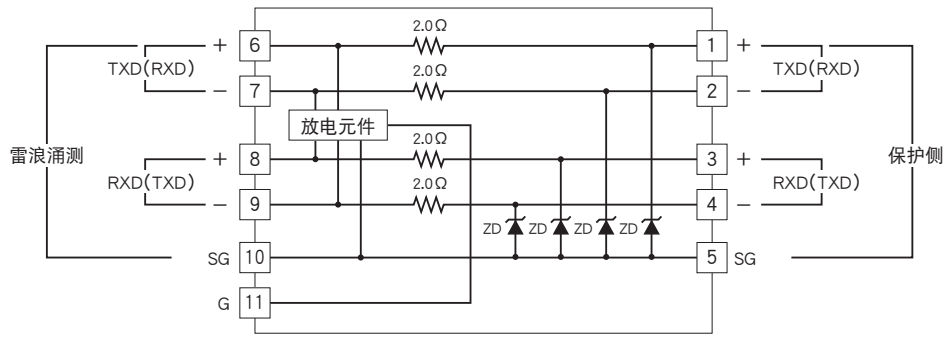 2.0Ω
+ 6 1 +
TXD(RXD) TXD(RXD)
2.0Ω
− 7 2 −
放电元件
2.0Ω
雷浪涌测 + 8 3 + 保护侧
RXD(TXD) RXD(TXD)
2.0Ω
− 9 4 −
ZD ZD ZD ZD
SG 10 5 SG
G 11